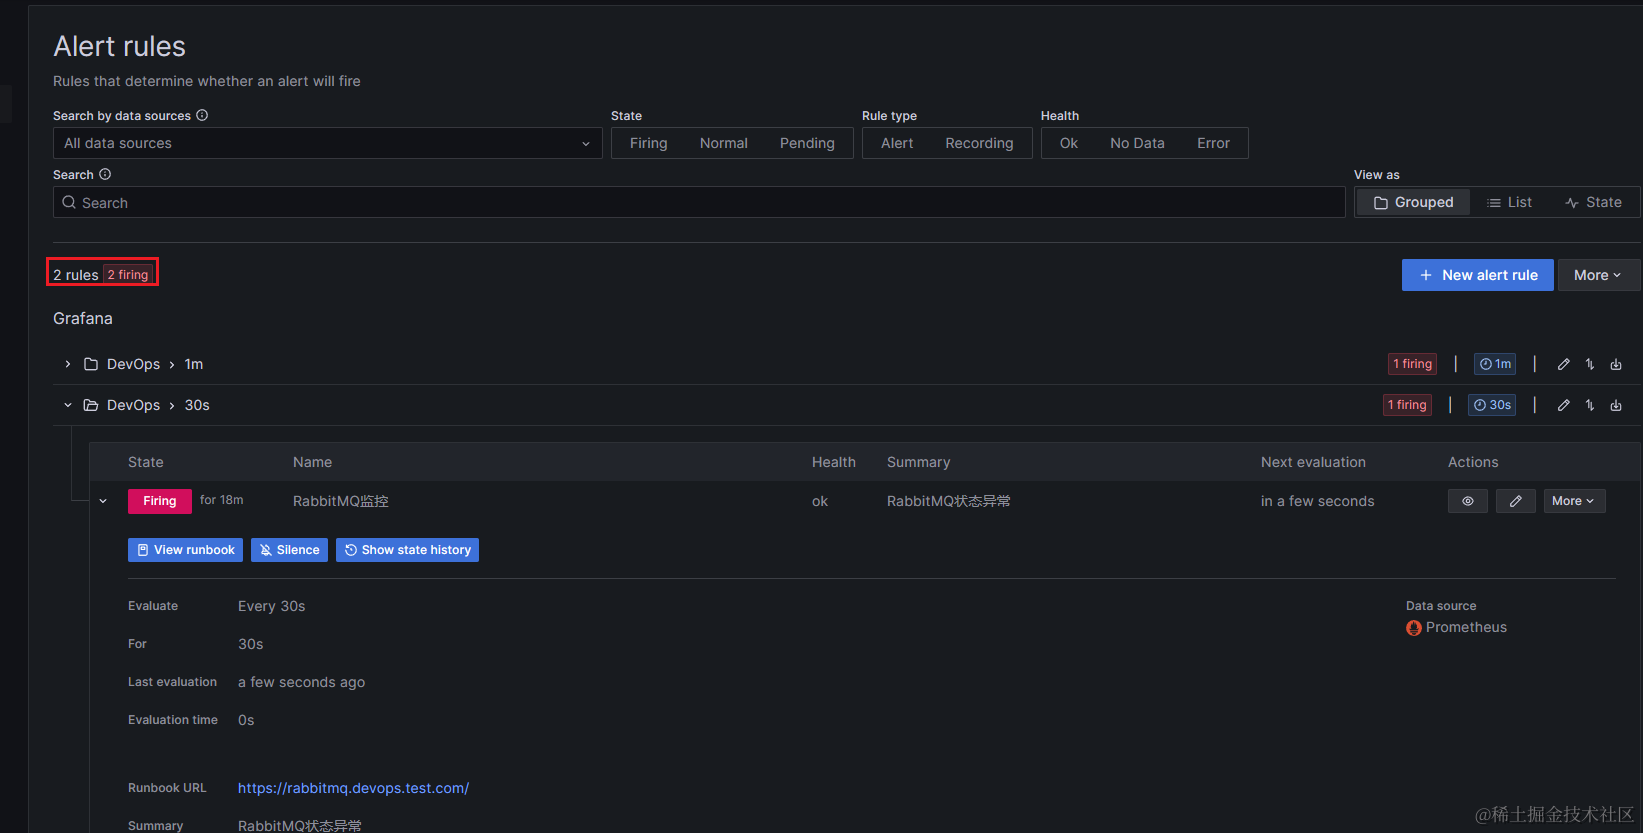 Alert rules
Rules that determine whether an alert will fire
Search by data sources State Rule type Health
All data sources Firing Normal Pending Alert Recording Ok No Data Error
Search View as
Search Grouped List State
2 rules 2 firing New alert rule More
Grafana
DevOps > 1m 1 firing | 1m |
DevOps > 30s 1 firing | 30s |
State Name Health Summary Next evaluation Actions
Firing for 18m RabbitMQ监控 ok RabbitMQ状态异常 in a few seconds More
View runbook Silence Show state history
Evaluate Every 30s Data source
For 30s Prometheus
Last evaluation a few seconds ago
Evaluation time 0s
Runbook URL https://rabbitmq.devops.test.com/
Summary RabbitMQ状态异常
@稀土掘金技术社区